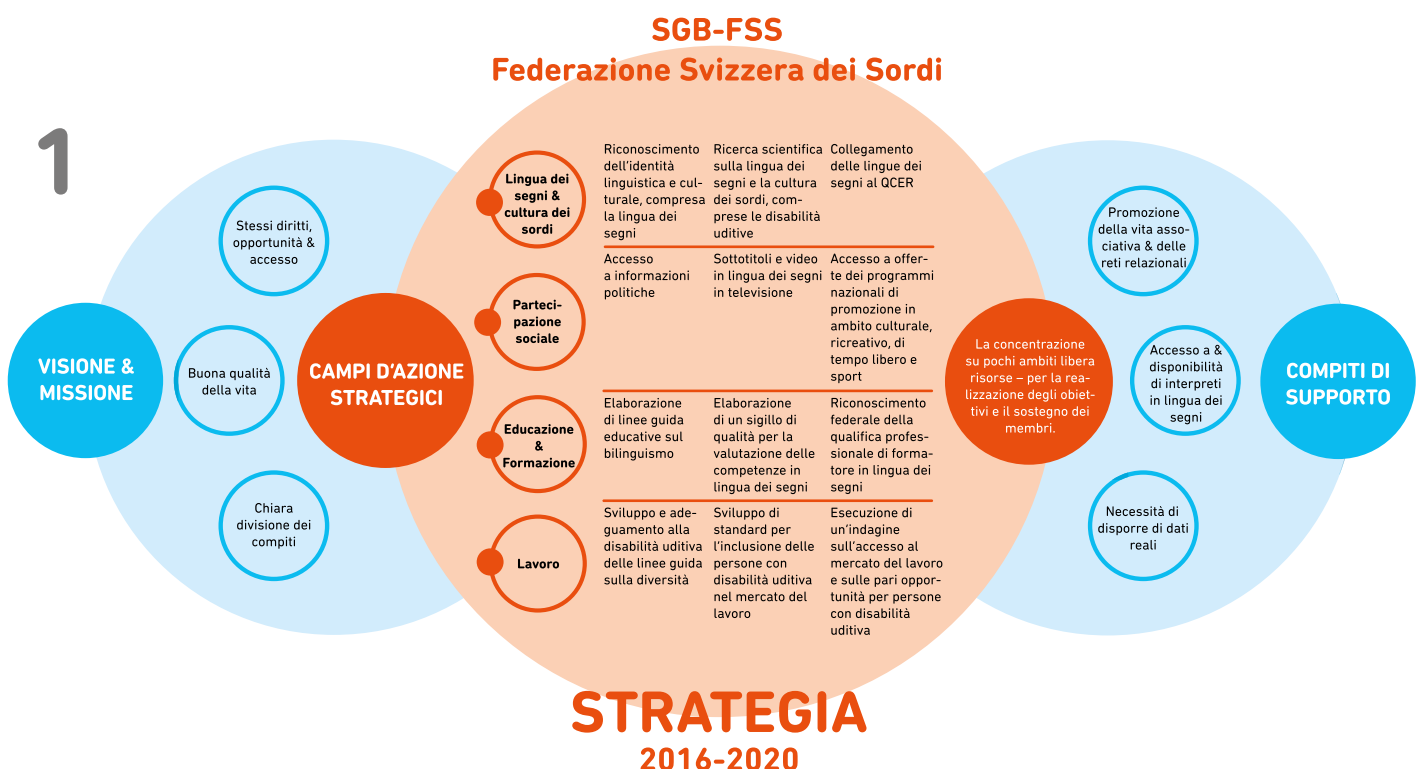 SGB-FSS
Federazione Svizzera dei Sordi
1
VISIONE &
MISSIONE
Stessi diritti,
opportunità &
accesso
Buona qualità
della vita
Chiara
divisione dei
compiti
CAMPI D'AZIONE
STRATEGICI
Lingua dei
segni &
cultura dei
sordi
Riconoscimento
dell'identità
linguistica e cul-
turale, compresa
la lingua dei
segni
Ricerca scientifica
sulla lingua dei
segni e la cultura
dei sordi, com-
prese le disabilità
uditive
Collegamento
delle lingue dei
segni al QCER
Parteci-
pazione
sociale
Accesso
a informazioni
politiche
Sottotitoli e video
in lingua dei segni
in televisione
Accesso a offer-
te dei programmi
nazionali di
promozione in
ambito culturale,
ricreativo, di
tempo libero e
sport
Educazione
&
Formazione
Elaborazione
di linee guida
educative sul
bilinguismo
Elaborazione
di un sigillo di
qualità per la
valutazione delle
competenze in
lingua dei segni
Riconoscimento
federale della
qualifica profes-
sionale di forma-
tore in lingua dei
segni
Lavoro
Sviluppo e ade-
guamento alla
disabilità uditiva
delle linee guida
sulla diversità
Sviluppo di
standard per
l'inclusione delle
persone con
disabilità uditiva
nel mercato del
lavoro
Esecuzione di
un'indagine
sull'accesso al
mercato del lavoro
e sulle pari oppor-
tunità per persone
con disabilità
uditiva
La concentrazione
su pochi ambiti libera
risorse – per la rea-
lizzazione degli obiet-
tivi e il sostegno dei
membri.
Promozione
della vita asso-
ciativa & delle
reti relazionali
Accesso a &
disponibilità
di interpreti
in lingua dei
segni
Necessità di
disporre di dati
reali
COMPITI DI
SUPPORTO
STRATEGIA
2016-2020